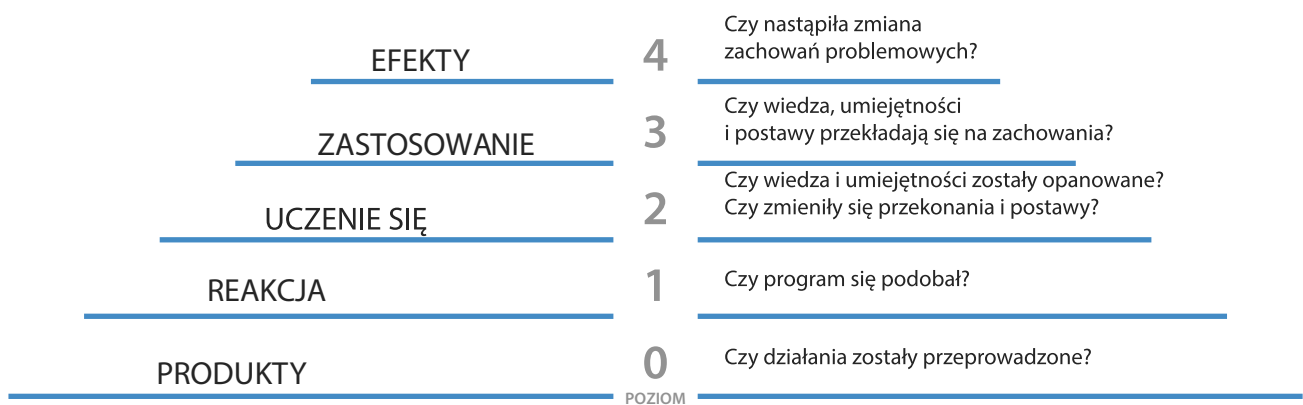 EFEKTY
4
Czy nastąpiła zmiana
zachowań problemowych?
ZASTOSOWANIE
3
Czy wiedza, umiejętności
i postawy przekładają się na zachowania?
UCZENIE SIĘ
2
Czy wiedza i umiejętności zostały opanowane?
Czy zmieniły się przekonania i postawy?
REAKCJA
1
Czy program się podobał?
PRODUKTY
0
Czy działania zostały przeprowadzone?
POZIOM